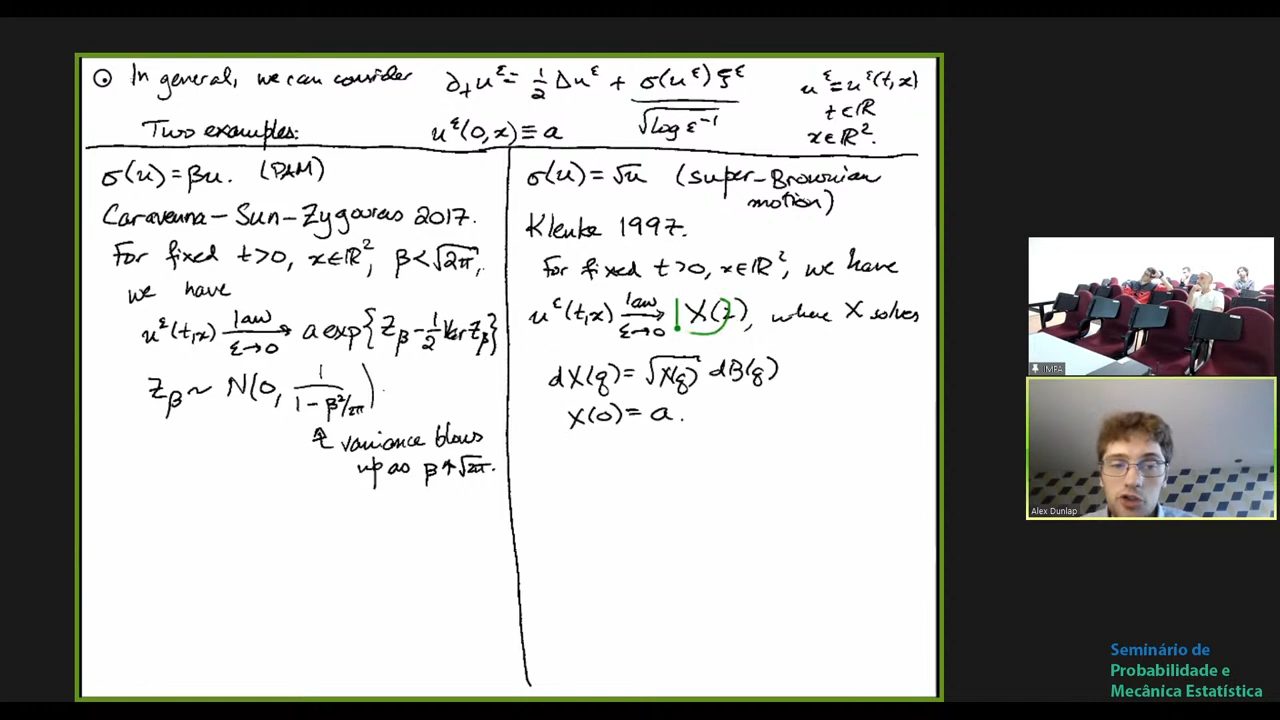 ⊙ In general, we can consider ∂ₜu^ε = ½ Δu^ε + σ(u^ε) ξ^ε / √(log ε⁻¹)
u^ε = u^ε(t,x)
t ∈ ℝ
x ∈ ℝ².
Two examples: u^ε(0,x) ≡ a
σ(u) = βu. (PAM)
Caravenna–Sun–Zygouras 2017.
For fixed t>0, x∈ℝ², β<√2π,
we have
u^ε(t,x) →^{law}_{ε→0} a exp{Z_β − ½ Var Z_β}
Z_β ~ N(0, 1/(1 − β²/2π))
↑ variance blows
up as β↑√2π.
σ(u) = √u (super-Brownian
motion)
Klenke 1997.
For fixed t>0, x∈ℝ², we have
u^ε(t,x) →^{law}_{ε→0} X(2), where X solves
dX(q) = √X(q) dB(q)
X(0) = a.
IMPA
Alex Dunlap
Seminário de
Probabilidade e
Mecânica Estatística